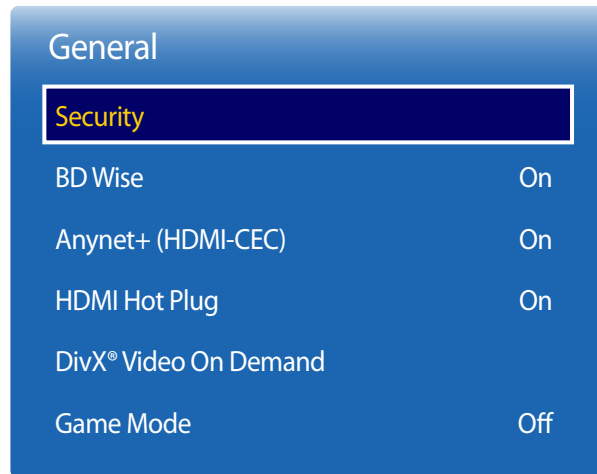 General
Security
BD Wise On
Anynet+ (HDMI-CEC) On
HDMI Hot Plug On
DivX® Video On Demand
Game Mode Off